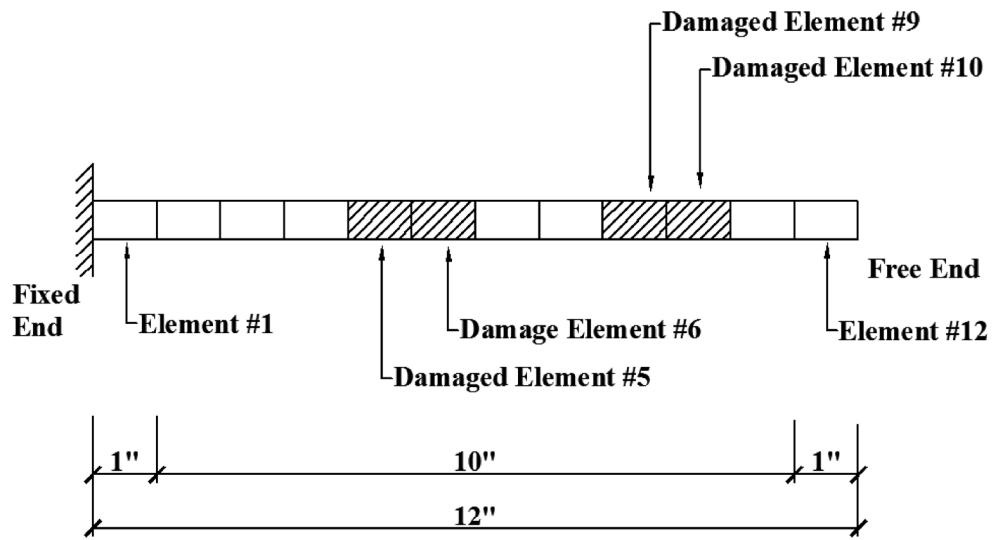 Damaged Element #9
Damaged Element #10
Fixed
End
Free End
Element #1
Damage Element #6
Element #12
Damaged Element #5
1"
10"
1"
12"